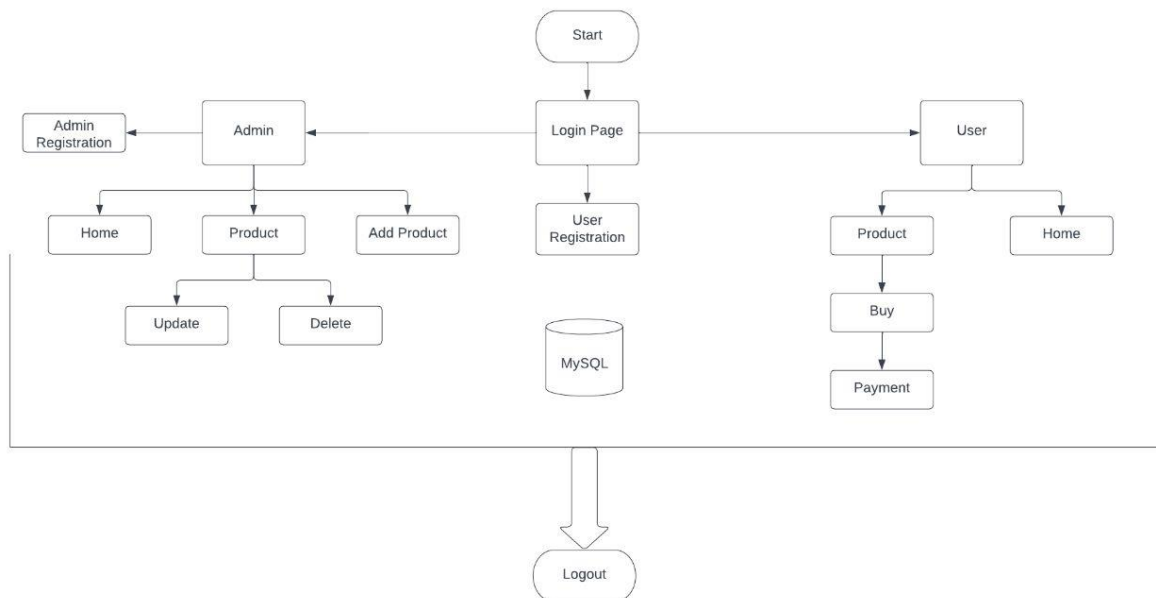 Start
Admin
Registration
Admin
Login Page
User
Home
Product
Add Product
User
Registration
Product
Home
Update
Delete
Buy
MySQL
Payment
Logout